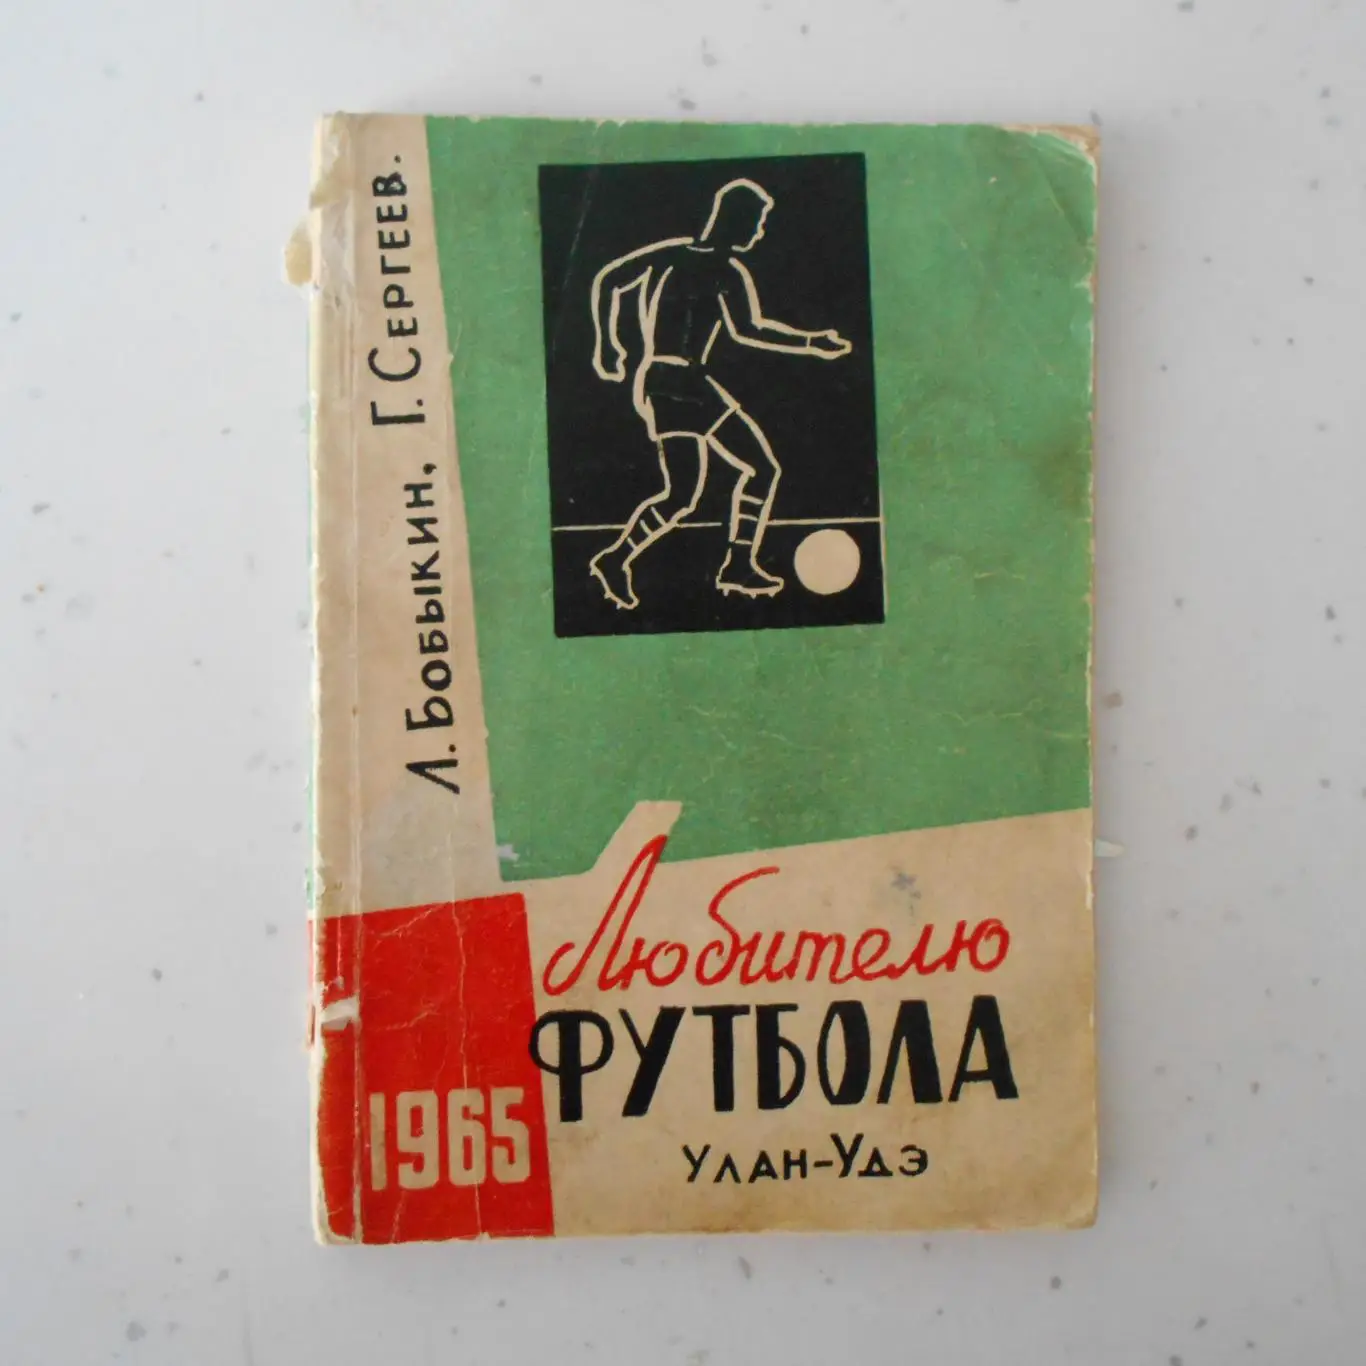 Л. Бобыкин, Г. Сергеев.
Любителю
ФУТБОЛА
Улан-Удэ
1965